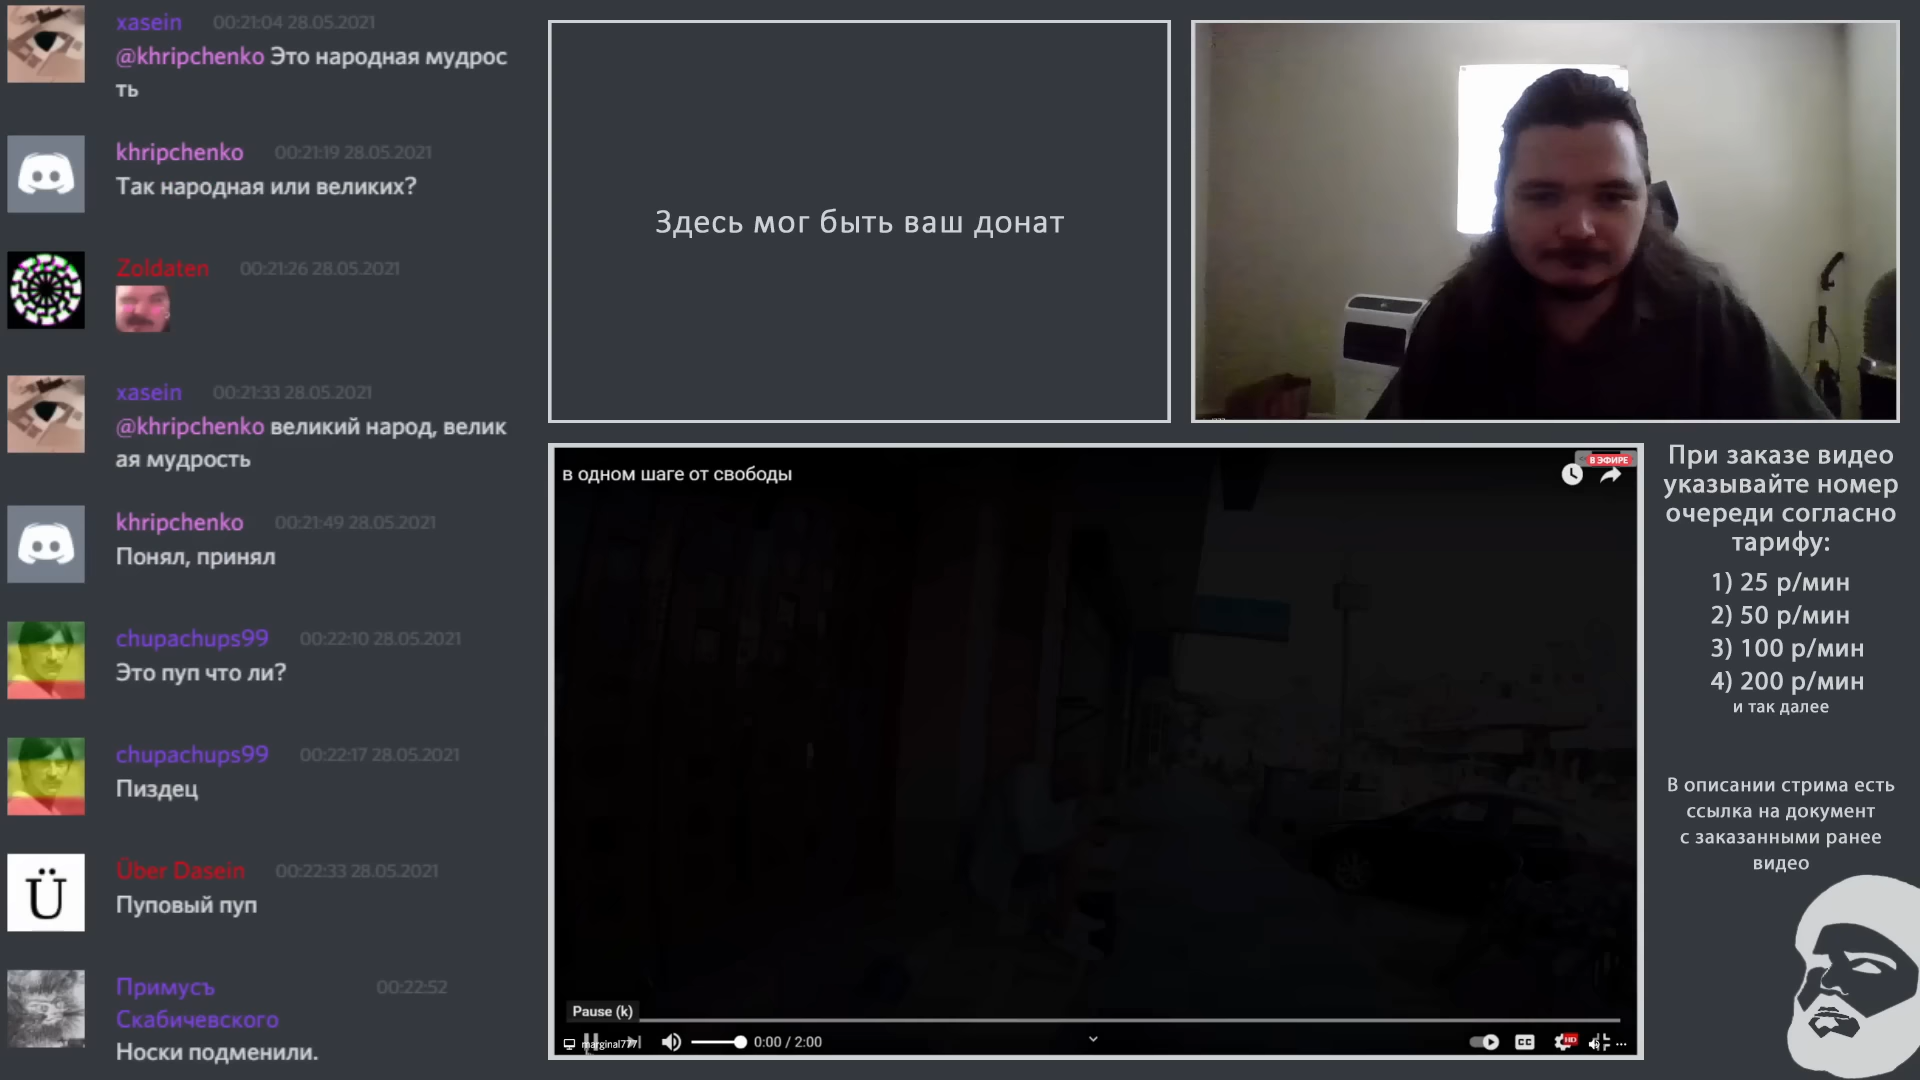 xasein 00:21:04 28.05.2021
@khripchenko Это народная мудрос
ть
khripchenko 00:21:19 28.05.2021
Так народная или великих?
Zoldaten 00:21:26 28.05.2021
xasein 00:21:33 28.05.2021
@khripchenko великий народ, велик
ая мудрость
khripchenko 00:21:49 28.05.2021
Понял, принял
chupachups99 00:22:10 28.05.2021
Это пуп что ли?
chupachups99 00:22:17 28.05.2021
Пиздец
Über Dasein 00:22:33 28.05.2021
Ü
Пуповый пуп
Примусъ 00:22:52
Скабичевского
Носки подменили.
Здесь мог быть ваш донат
в одном шаге от свободы
В ЭФИРЕ
Pause (k)
marginal777
0:00 / 2:00
CC
HD
При заказе видео
указывайте номер
очереди согласно
тарифу:
1) 25 р/мин
2) 50 р/мин
3) 100 р/мин
4) 200 р/мин
и так далее
В описании стрима есть
ссылка на документ
с заказанными ранее
видео